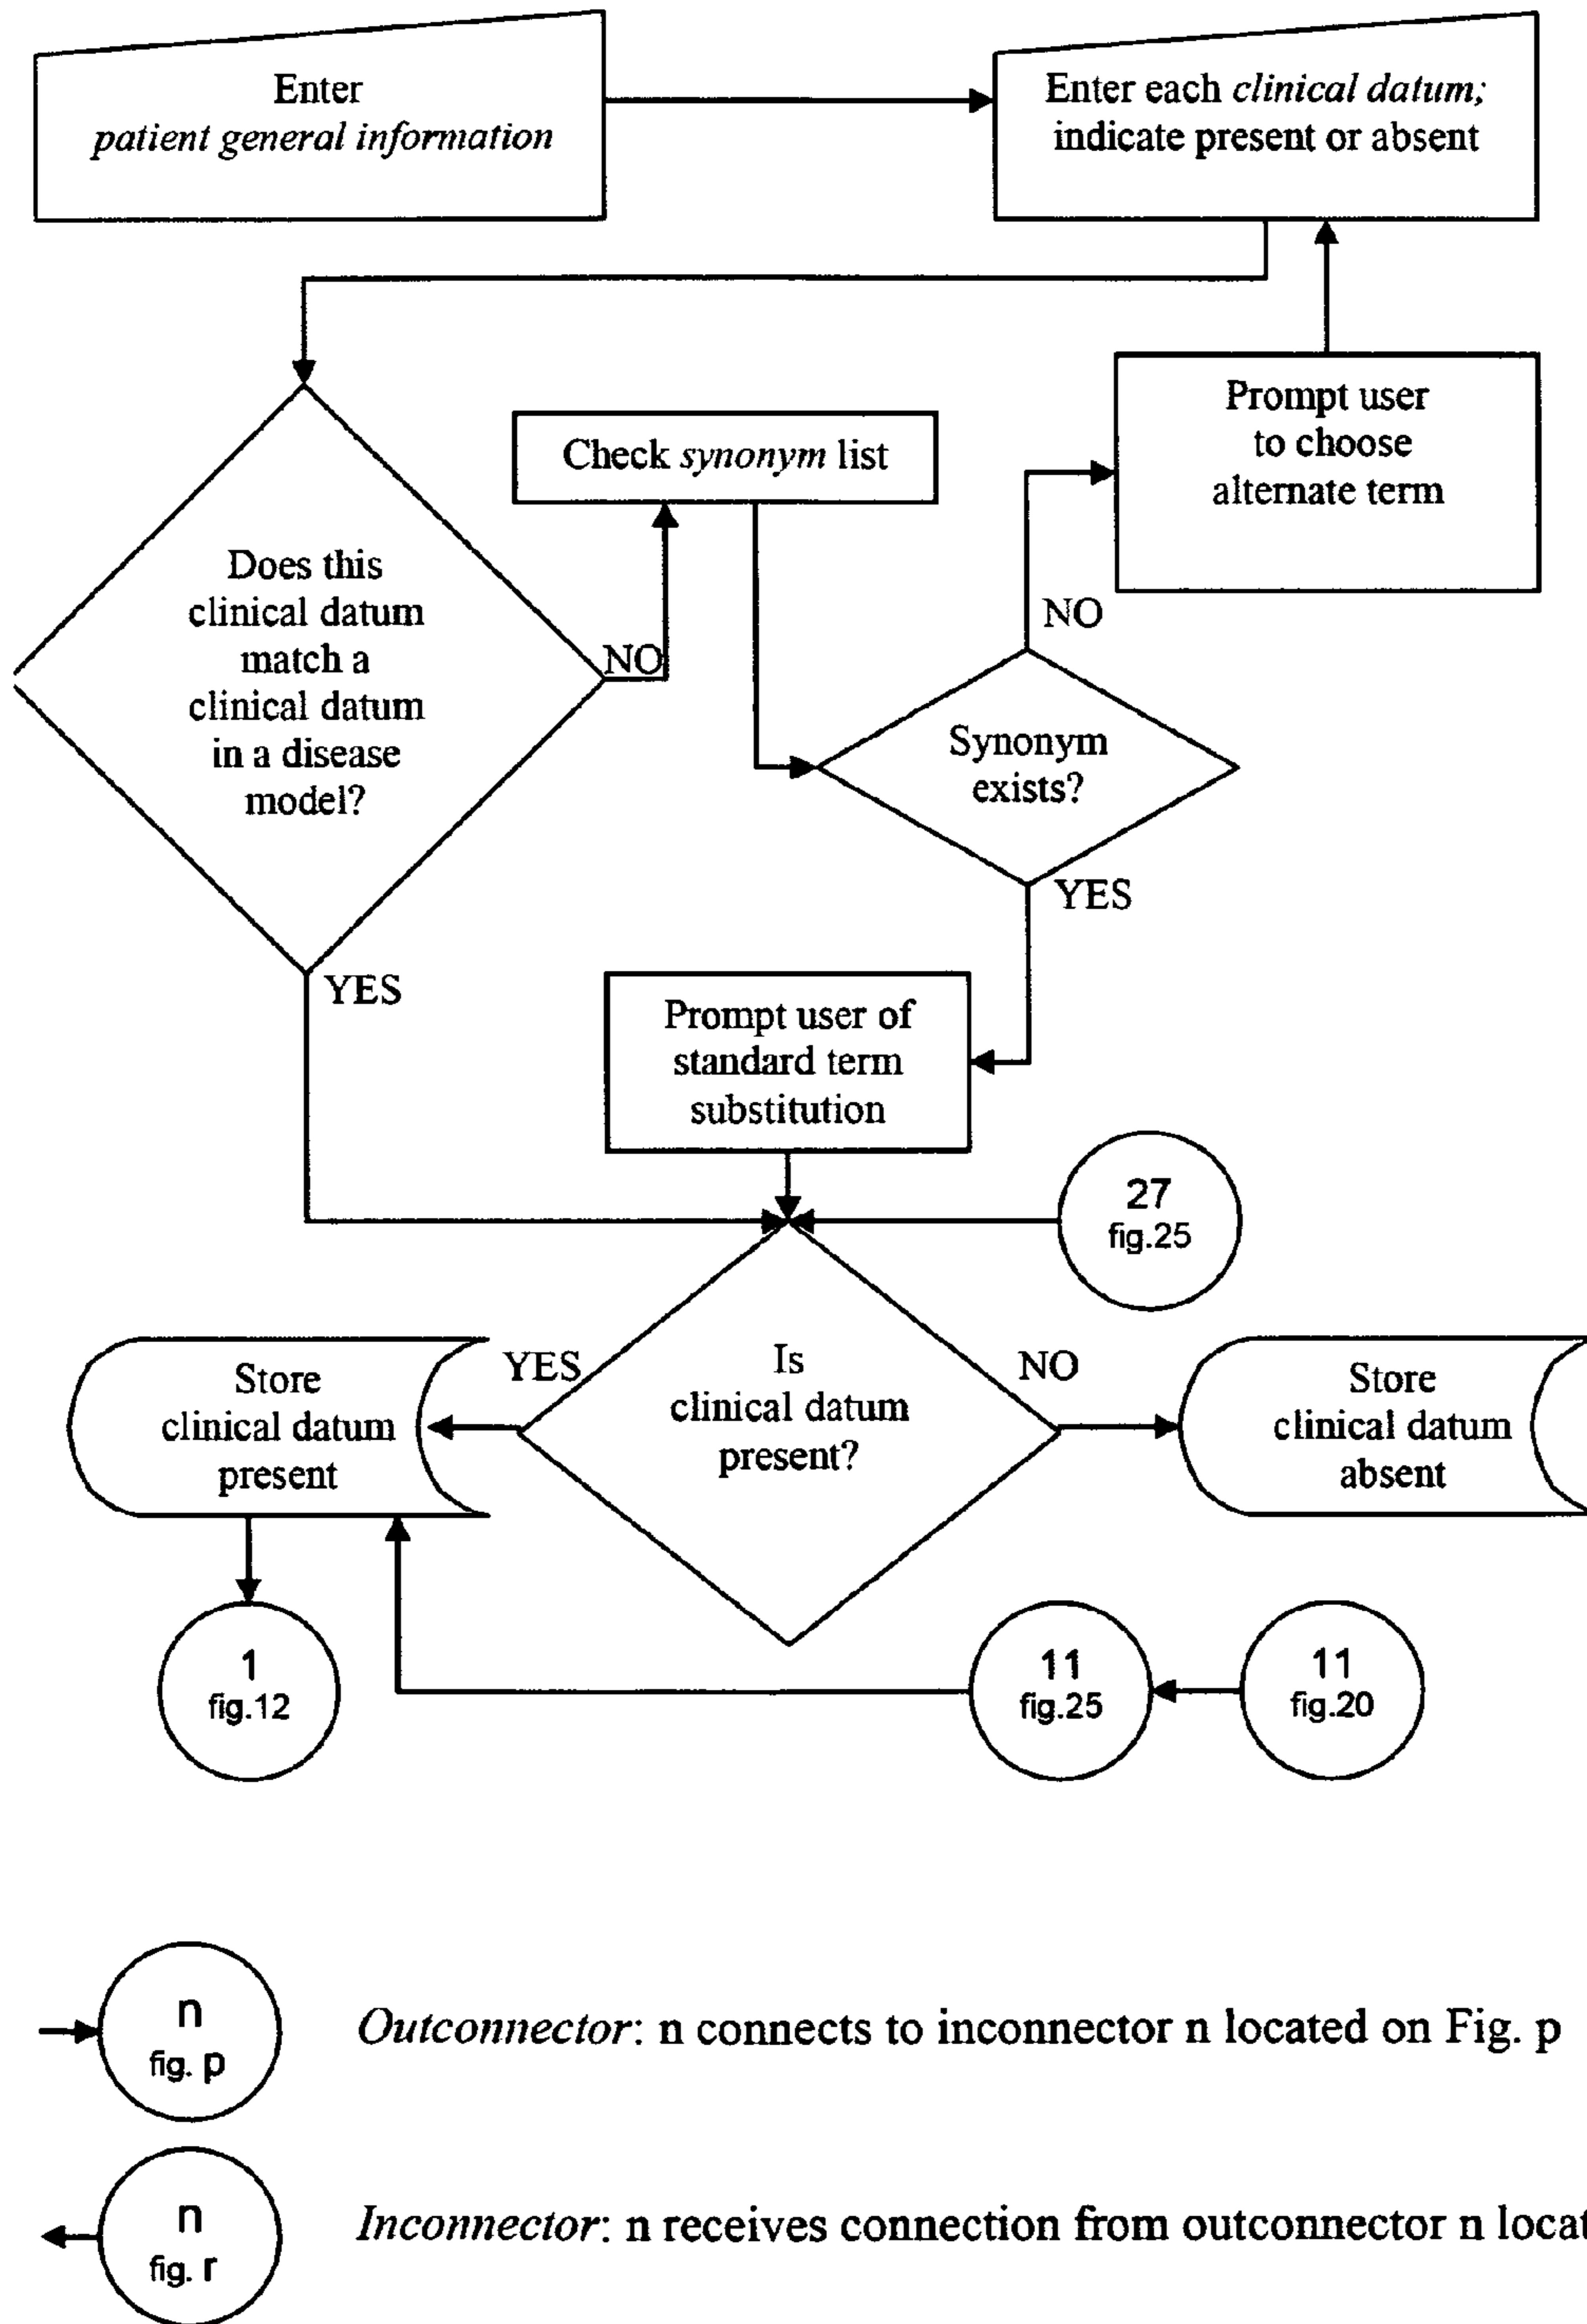 Enter
patient general information
Enter each clinical datum;
indicate present or absent
Prompt user
to choose
alternate term
Check synonym list
Does this
clinical datum
match a
clinical datum
in a disease
model?
NO
NO
Synonym
exists?
YES
YES
Prompt user of
standard term
substitution
27
fig.25
YES
Is
clinical datum
present?
NO
Store
clinical datum
present
Store
clinical datum
absent
1
fig.12
11
fig.25
11
fig.20
n
fig. p
Outconnector: n connects to inconnector n located on Fig. p
n
fig. r
Inconnector: n receives connection from outconnector n locat